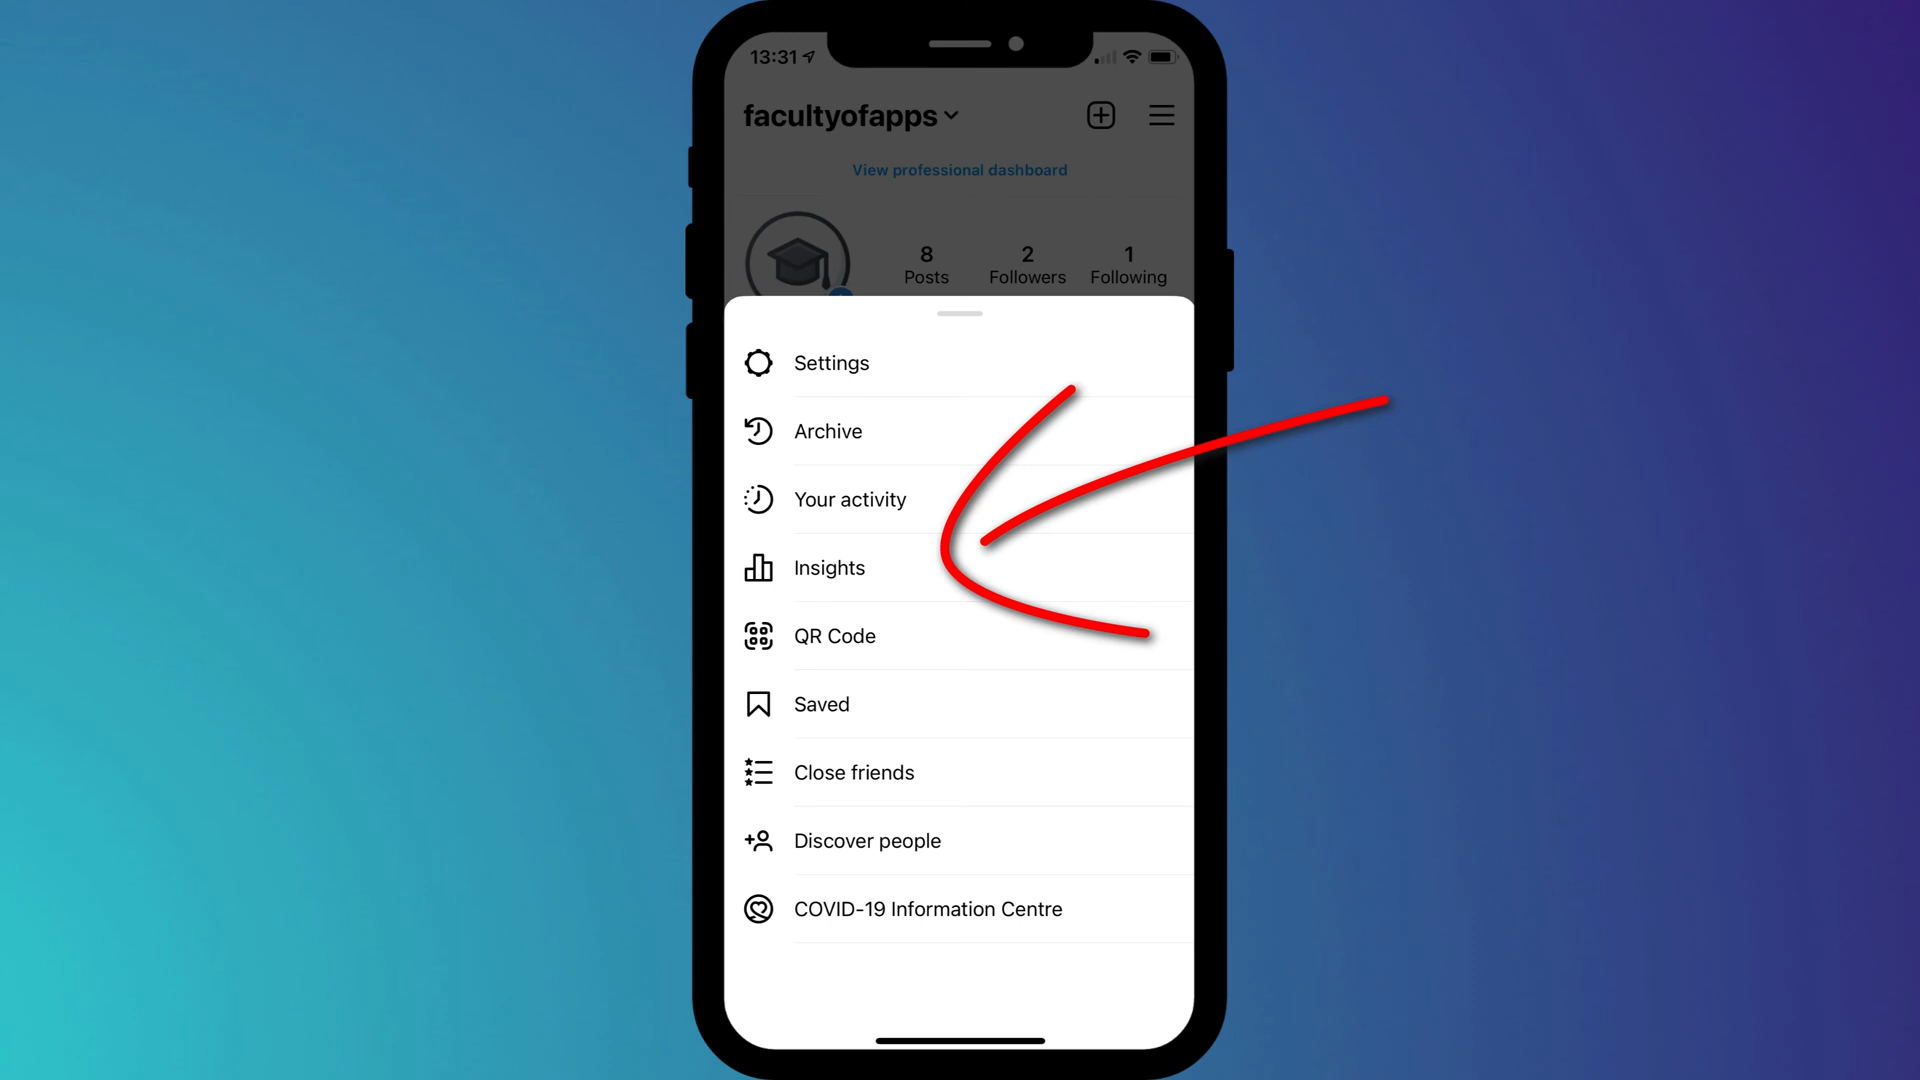 13:31
facultyofapps
View professional dashboard
8 2 1
Posts Followers Following
Settings
Archive
Your activity
Insights
QR Code
Saved
Close friends
Discover people
COVID-19 Information Centre